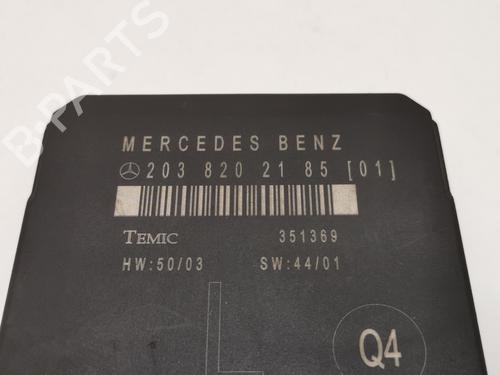 MERCEDES BENZ
203 820 21 85 [01]
TEMIC 351369
HW:50/03 SW:44/01
L
Q4
B-PARTS